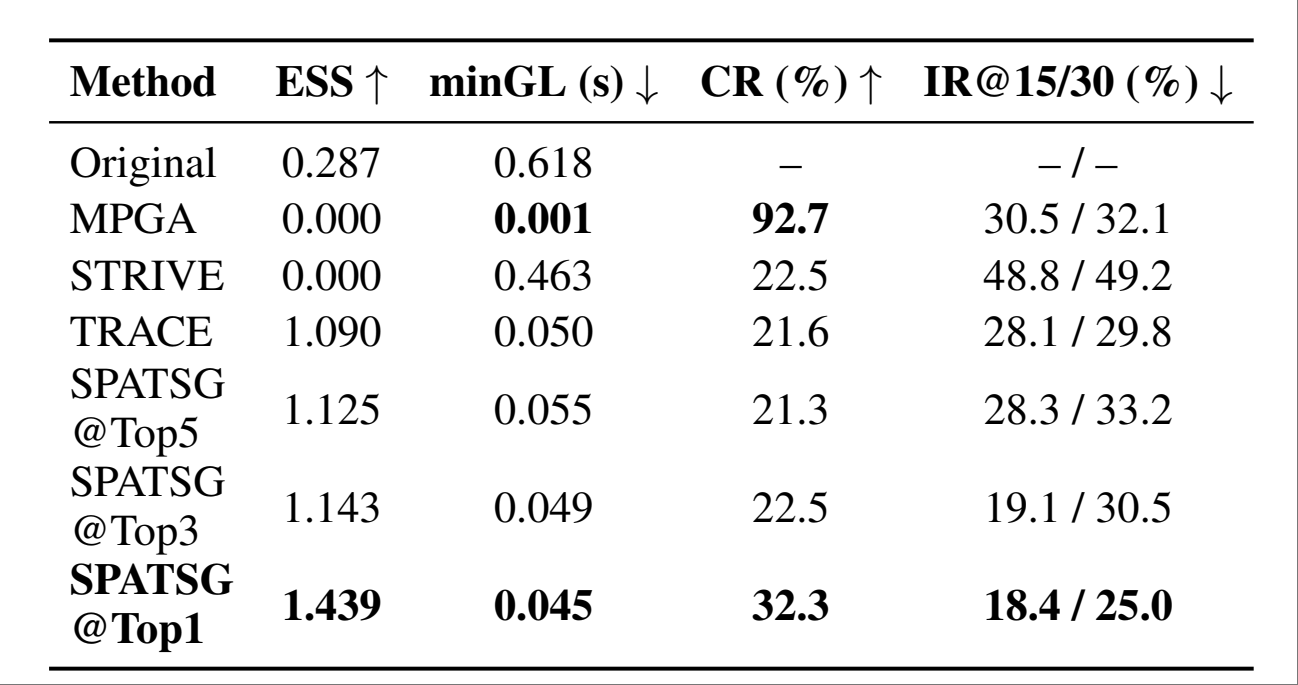 Method ESS ↑ minGL (s) ↓ CR (%) ↑ IR@15/30 (%) ↓
Original 0.287 0.618 – – / –
MPGA 0.000 0.001 92.7 30.5 / 32.1
STRIVE 0.000 0.463 22.5 48.8 / 49.2
TRACE 1.090 0.050 21.6 28.1 / 29.8
SPATSG
@Top5 1.125 0.055 21.3 28.3 / 33.2
SPATSG
@Top3 1.143 0.049 22.5 19.1 / 30.5
SPATSG
@Top1 1.439 0.045 32.3 18.4 / 25.0